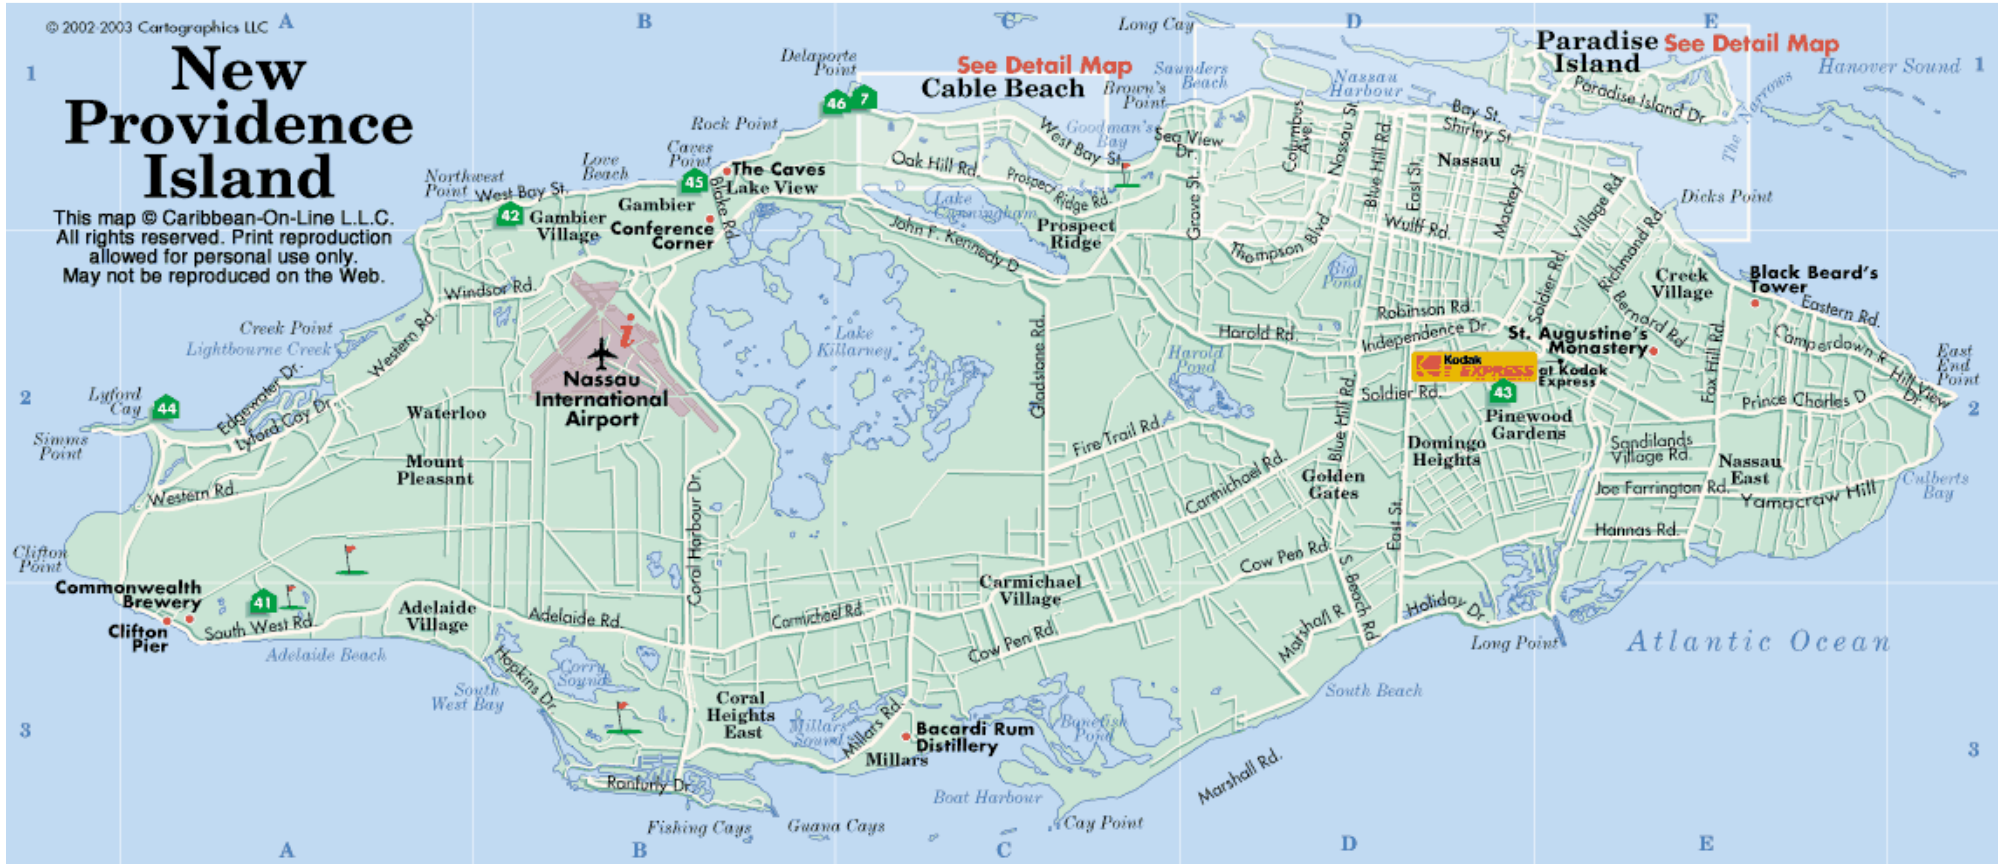 © 2002-2003 Cartographics LLC
A
B
C
D
E
1
1
New
Providence
Island
This map © Caribbean-On-Line L.L.C.
All rights reserved. Print reproduction
allowed for personal use only.
May not be reproduced on the Web.
Long Cay
Delaporte
Point
See Detail Map
Cable Beach
Saunders
Beach
Brown's
Point
Nassau
Harbour
Paradise
Island
See Detail Map
Hanover Sound
Paradise Island Dr.
The Narrows
46
7
Rock Point
Goodman's
Bay
West Bay St.
Sea View
Dr.
Columbus
Ave.
Nassau St.
Blue Hill Rd.
Bay St.
Shirley St.
East St.
Nassau
Mackey St.
Village Rd.
Dicks Point
Love
Beach
Caves
Point
The Caves
Lake View
45
Blake Rd.
Northwest
Point
West Bay St.
42
Gambier
Village
Gambier
Conference
Corner
Oak Hill Rd.
Prospect
Ridge Rd.
Lake
Cunningham
Prospect
Ridge
John F. Kennedy D
Grove St.
Thompson Blvd
Wulff Rd.
Soldier Rd.
Richmond Rd.
Big
Pond
Creek
Village
Black Beard's
Tower
Eastern Rd.
Windsor Rd.
Creek Point
Lightbourne Creek
Western Rd.
i
Nassau
International
Airport
Lake
Killarney
Gladstone Rd.
Harold
Pond
Harold Rd.
Robinson Rd.
Independence Dr.
Bernard Rd
St. Augustine's
Monastery
Fox Hill Rd.
Camperdown R
Hill View
Dr.
East
End
Point
Kodak
EXPRESS
at Kodak
Express
43
Soldier Rd.
2
2
Lyford
Cay
44
Simms
Point
Edgewater Dr.
Lyford Cay Dr.
Waterloo
Mount
Pleasant
Western Rd.
Coral Harbour Dr.
Fire Trail Rd.
Carmichael Rd.
Blue Hill Rd.
Golden
Gates
Domingo
Heights
Pinewood
Gardens
Prince Charles D
Sandilands
Village Rd.
Nassau
East
Joe Farrington Rd.
Yamacraw Hill
Culberts
Bay
Hannas Rd.
East St.
Cow Pen Rd.
S. Beach Rd
Clifton
Point
Commonwealth
Brewery
41
Clifton
Pier
South West Rd.
Adelaide
Village
Adelaide Beach
Adelaide Rd.
Carmichael Rd.
Carmichael
Village
Cow Pen Rd.
Marshall R
Holiday Dr.
Long Point
Atlantic Ocean
Hopkins Dr.
Corry
Sound
South
West Bay
Coral
Heights
East
Millars
Sound
Millars Rd.
Bacardi Rum
Distillery
Millars
Bonefish
Pond
South Beach
Marshall Rd.
3
3
Ranfurly Dr.
Boat Harbour
Fishing Cays
Guana Cays
Cay Point
A
B
C
D
E